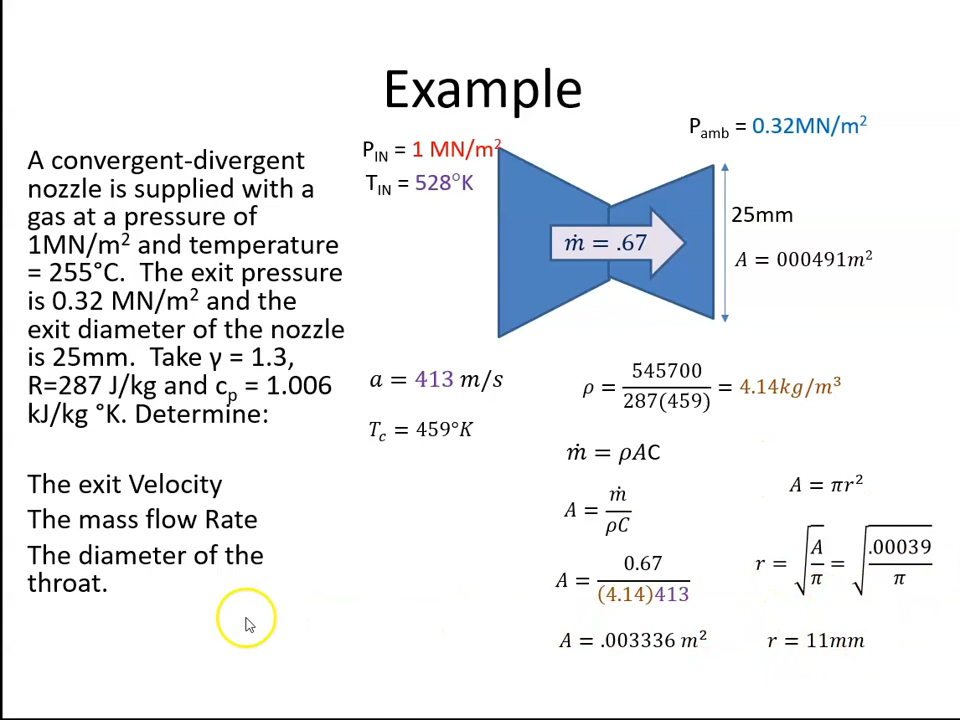 Example
A convergent-divergent
nozzle is supplied with a
gas at a pressure of
1MN/m² and temperature
= 255°C. The exit pressure
is 0.32 MN/m² and the
exit diameter of the nozzle
is 25mm. Take γ = 1.3,
R=287 J/kg and cₚ = 1.006
kJ/kg °K. Determine:
The exit Velocity
The mass flow Rate
The diameter of the
throat.
P_IN = 1 MN/m²
T_IN = 528°K
P_amb = 0.32MN/m²
25mm
ṁ = .67
A = 000491m²
a = 413 m/s
T_c = 459°K
ρ = 545700 / 287(459) = 4.14kg/m³
ṁ = ρAC
A = ṁ / ρC
A = 0.67 / (4.14)413
A = .003336 m²
A = πr²
r = √(A/π) = √(.00039/π)
r = 11mm